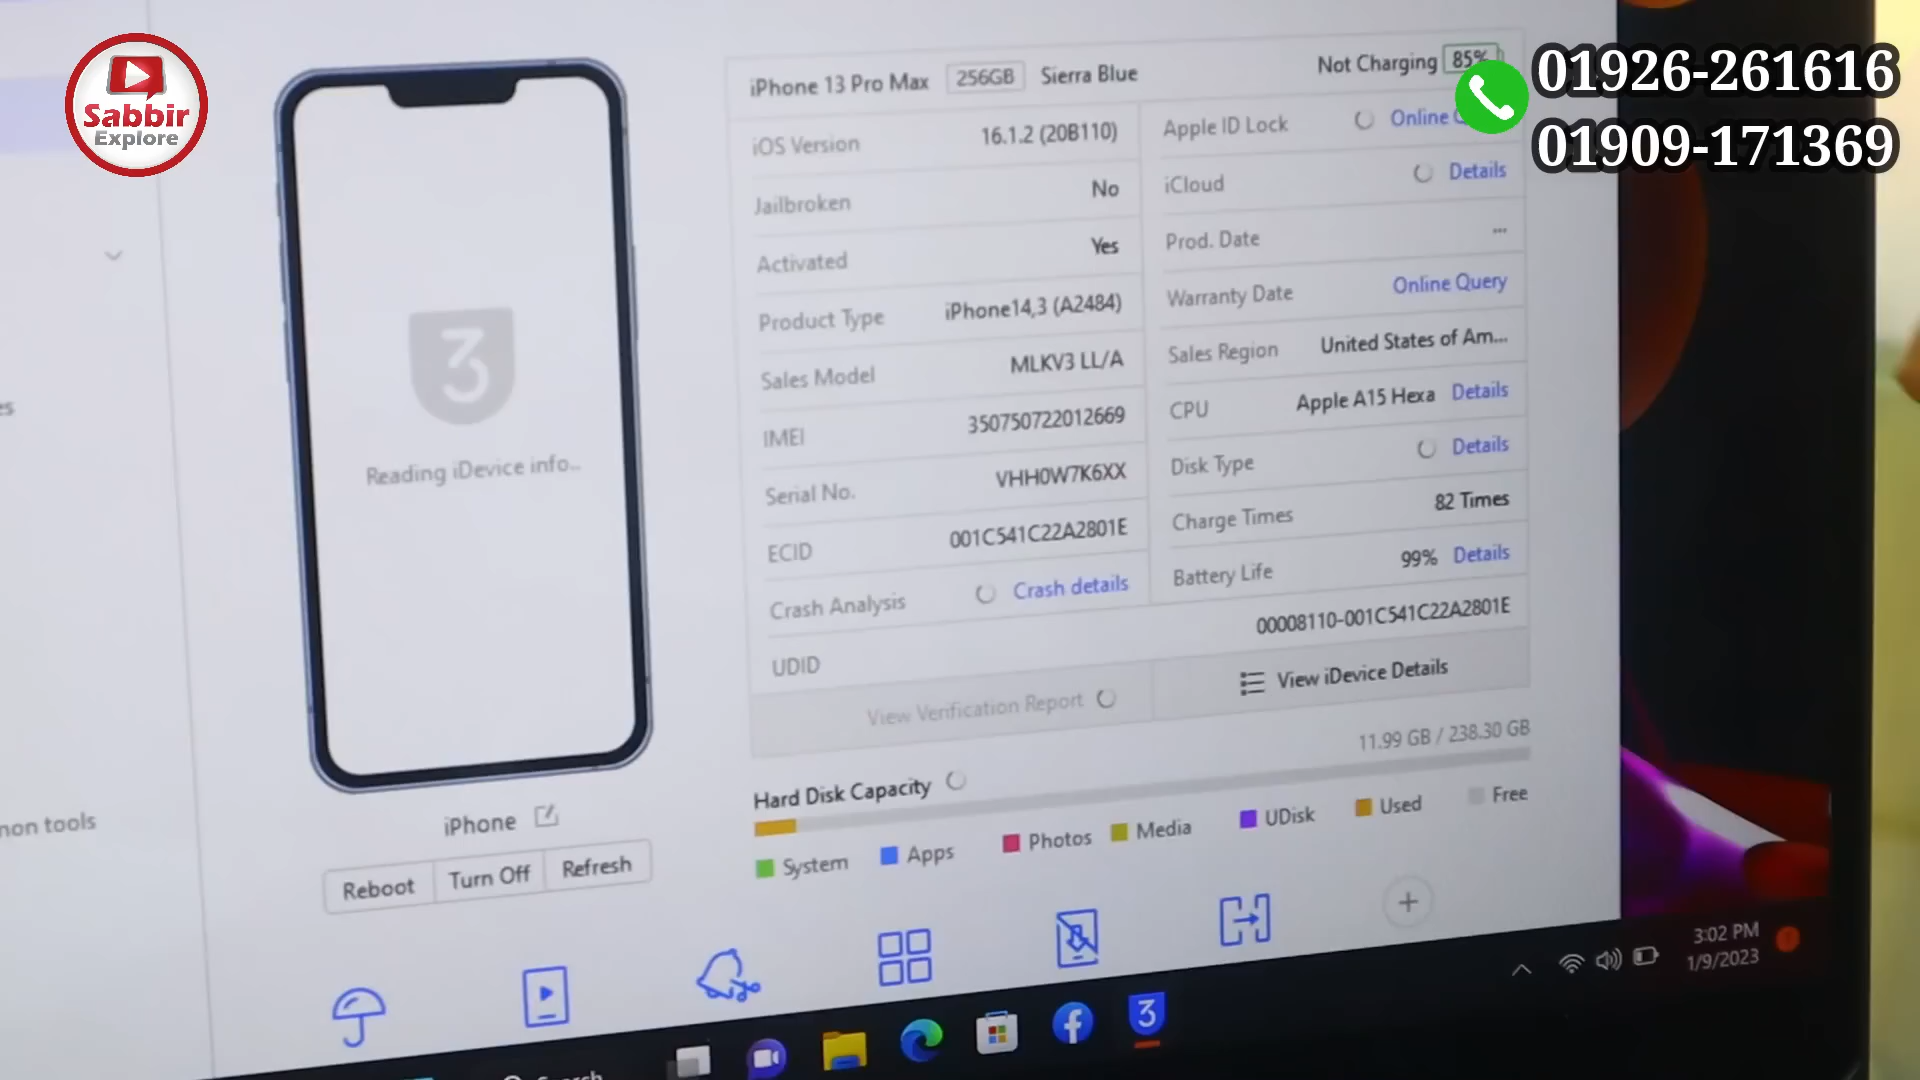 Sabbir
Explore
01926-261616
01909-171369
iPhone 13 Pro Max 256GB Sierra Blue Not Charging 85%
iOS Version 16.1.2 (20B110)
Apple ID Lock Online
Jailbroken No
iCloud Details
Activated Yes
Prod. Date ...
Product Type iPhone14,3 (A2484)
Warranty Date Online Query
Sales Model MLKV3 LL/A
Sales Region United States of Am...
IMEI 350750722012669
CPU Apple A15 Hexa Details
Serial No. VHH0W7K6XX
Disk Type Details
ECID 001C541C22A2801E
Charge Times 82 Times
Crash Analysis Crash details
Battery Life 99% Details
UDID 00008110-001C541C22A2801E
View Verification Report
View iDevice Details
Hard Disk Capacity 11.99 GB / 238.30 GB
System Apps Photos Media UDisk Used Free
3
Reading iDevice info..
iPhone
Reboot Turn Off Refresh
tools
3
3:02 PM
1/9/2023